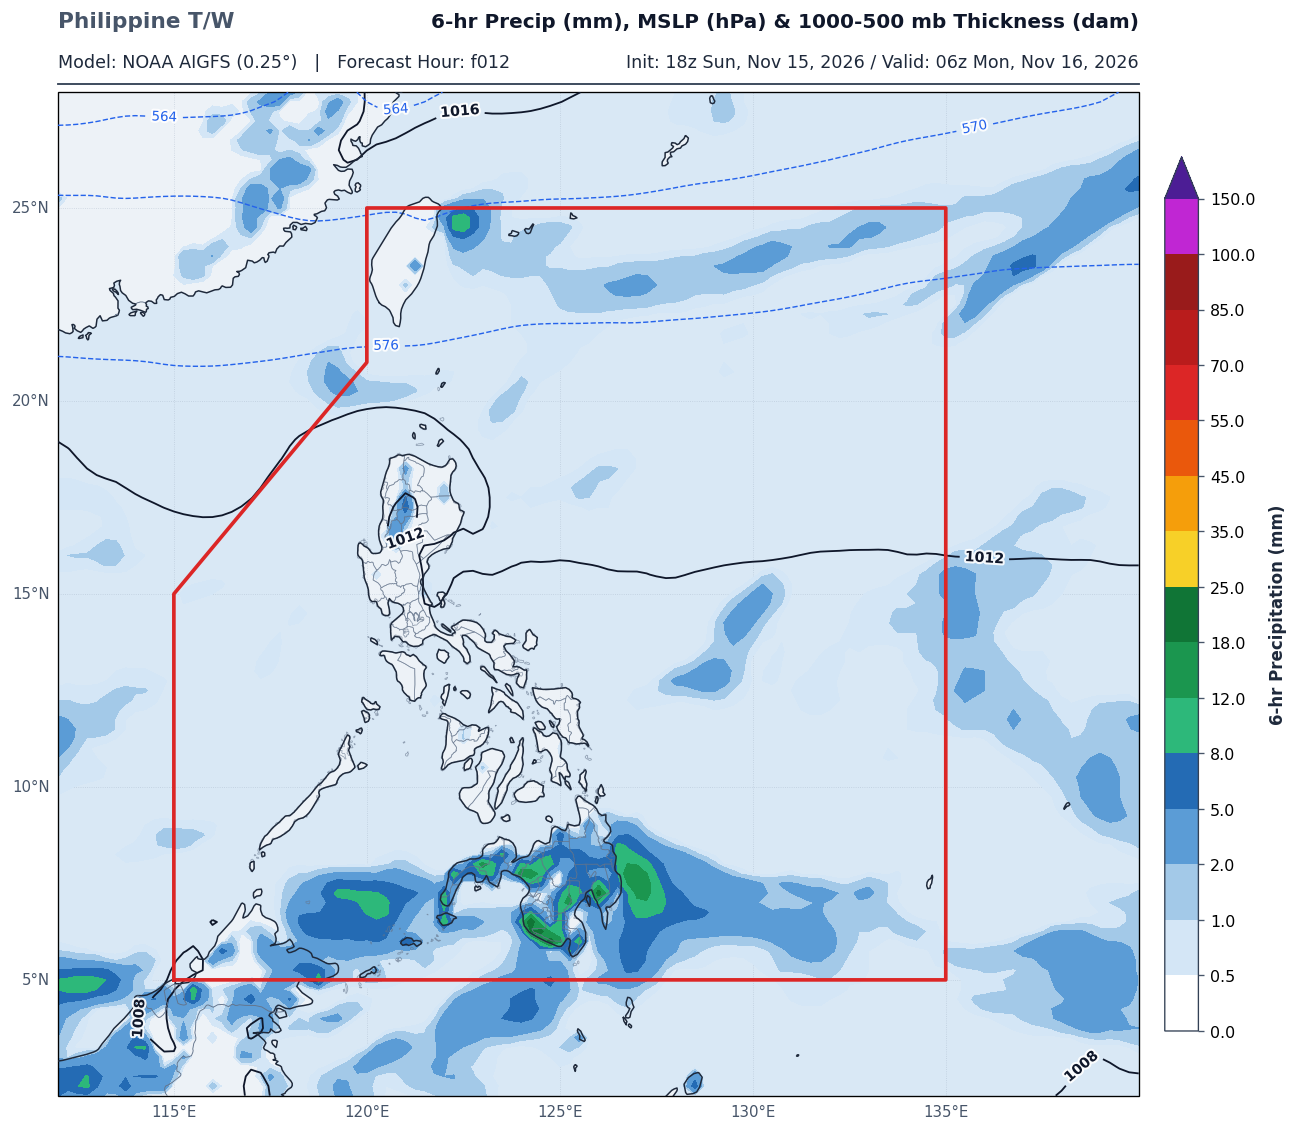 Philippine T/W
6-hr Precip (mm), MSLP (hPa) & 1000-500 mb Thickness (dam)
Model: NOAA AIGFS (0.25°) | Forecast Hour: f012
Init: 18z Sun, Nov 15, 2026 / Valid: 06z Mon, Nov 16, 2026
564
564
1016
570
576
1012
1012
1008
1008
25°N
20°N
15°N
10°N
5°N
115°E
120°E
125°E
130°E
135°E
150.0
100.0
85.0
70.0
55.0
45.0
35.0
25.0
18.0
12.0
8.0
5.0
2.0
1.0
0.5
0.0
6-hr Precipitation (mm)